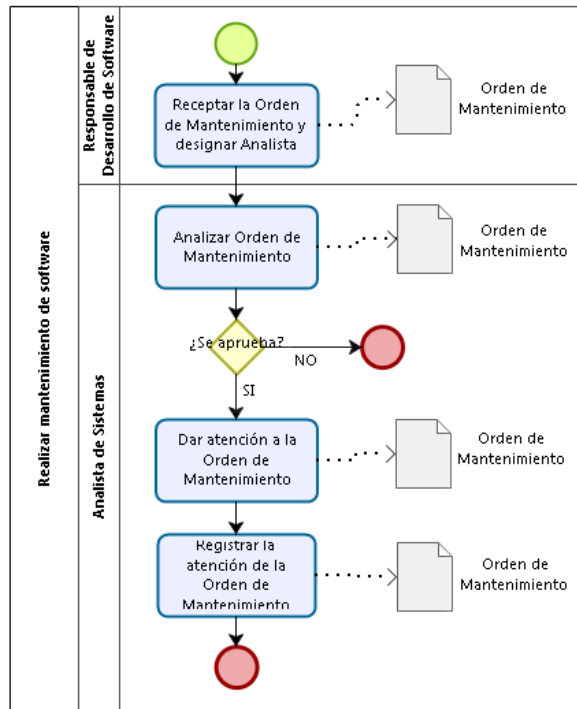 Realizar mantenimiento de software
Responsable de
Desarrollo de Software
Receptar la Orden
de Mantenimiento y
designar Analista
Orden de
Mantenimiento
Analista de Sistemas
Analizar Orden de
Mantenimiento
Orden de
Mantenimiento
¿Se aprueba?
NO
SI
Dar atención a la
Orden de
Mantenimiento
Orden de
Mantenimiento
Registrar la
atención de la
Orden de
Mantenimiento
Orden de
Mantenimiento